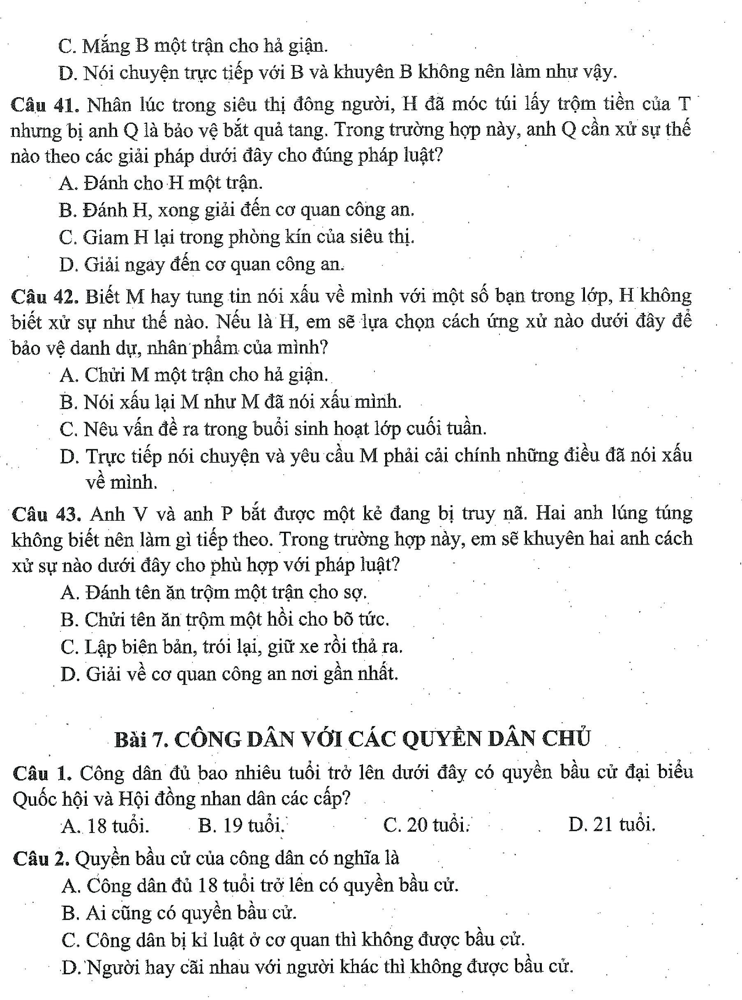 C. Mắng B một trận cho hả giận.
D. Nói chuyện trực tiếp với B và khuyên B không nên làm như vậy.
Câu 41. Nhân lúc trong siêu thị đông người, H đã móc túi lấy trộm tiền của T
nhưng bị anh Q là bảo vệ bắt quả tang. Trong trường hợp này, anh Q cần xử sự thế
nào theo các giải pháp dưới đây cho đúng pháp luật?
A. Đánh cho H một trận.
B. Đánh H, xong giải đến cơ quan công an.
C. Giam H lại trong phòng kín của siêu thị.
D. Giải ngay đến cơ quan công an.
Câu 42. Biết M hay tung tin nói xấu về mình với một số bạn trong lớp, H không
biết xử sự như thế nào. Nếu là H, em sẽ lựa chọn cách ứng xử nào dưới đây để
bảo vệ danh dự, nhân phẩm của mình?
A. Chửi M một trận cho hả giận.
B. Nói xấu lại M như M đã nói xấu mình.
C. Nêu vấn đề ra trong buổi sinh hoạt lớp cuối tuần.
D. Trực tiếp nói chuyện và yêu cầu M phải cải chính những điều đã nói xấu
về mình.
Câu 43. Anh V và anh P bắt được một kẻ đang bị truy nã. Hai anh lúng túng
không biết nên làm gì tiếp theo. Trong trường hợp này, em sẽ khuyên hai anh cách
xử sự nào dưới đây cho phù hợp với pháp luật?
A. Đánh tên ăn trộm một trận cho sợ.
B. Chửi tên ăn trộm một hồi cho bõ tức.
C. Lập biên bản, trói lại, giữ xe rồi thả ra.
D. Giải về cơ quan công an nơi gần nhất.
Bài 7. CÔNG DÂN VỚI CÁC QUYỀN DÂN CHỦ
Câu 1. Công dân đủ bao nhiêu tuổi trở lên dưới đây có quyền bầu cử đại biểu
Quốc hội và Hội đồng nhan dân các cấp?
A. 18 tuổi. B. 19 tuổi. C. 20 tuổi. D. 21 tuổi.
Câu 2. Quyền bầu cử của công dân có nghĩa là
A. Công dân đủ 18 tuổi trở lên có quyền bầu cử.
B. Ai cũng có quyền bầu cử.
C. Công dân bị kỉ luật ở cơ quan thì không được bầu cử.
D. Người hay cãi nhau với người khác thì không được bầu cử.